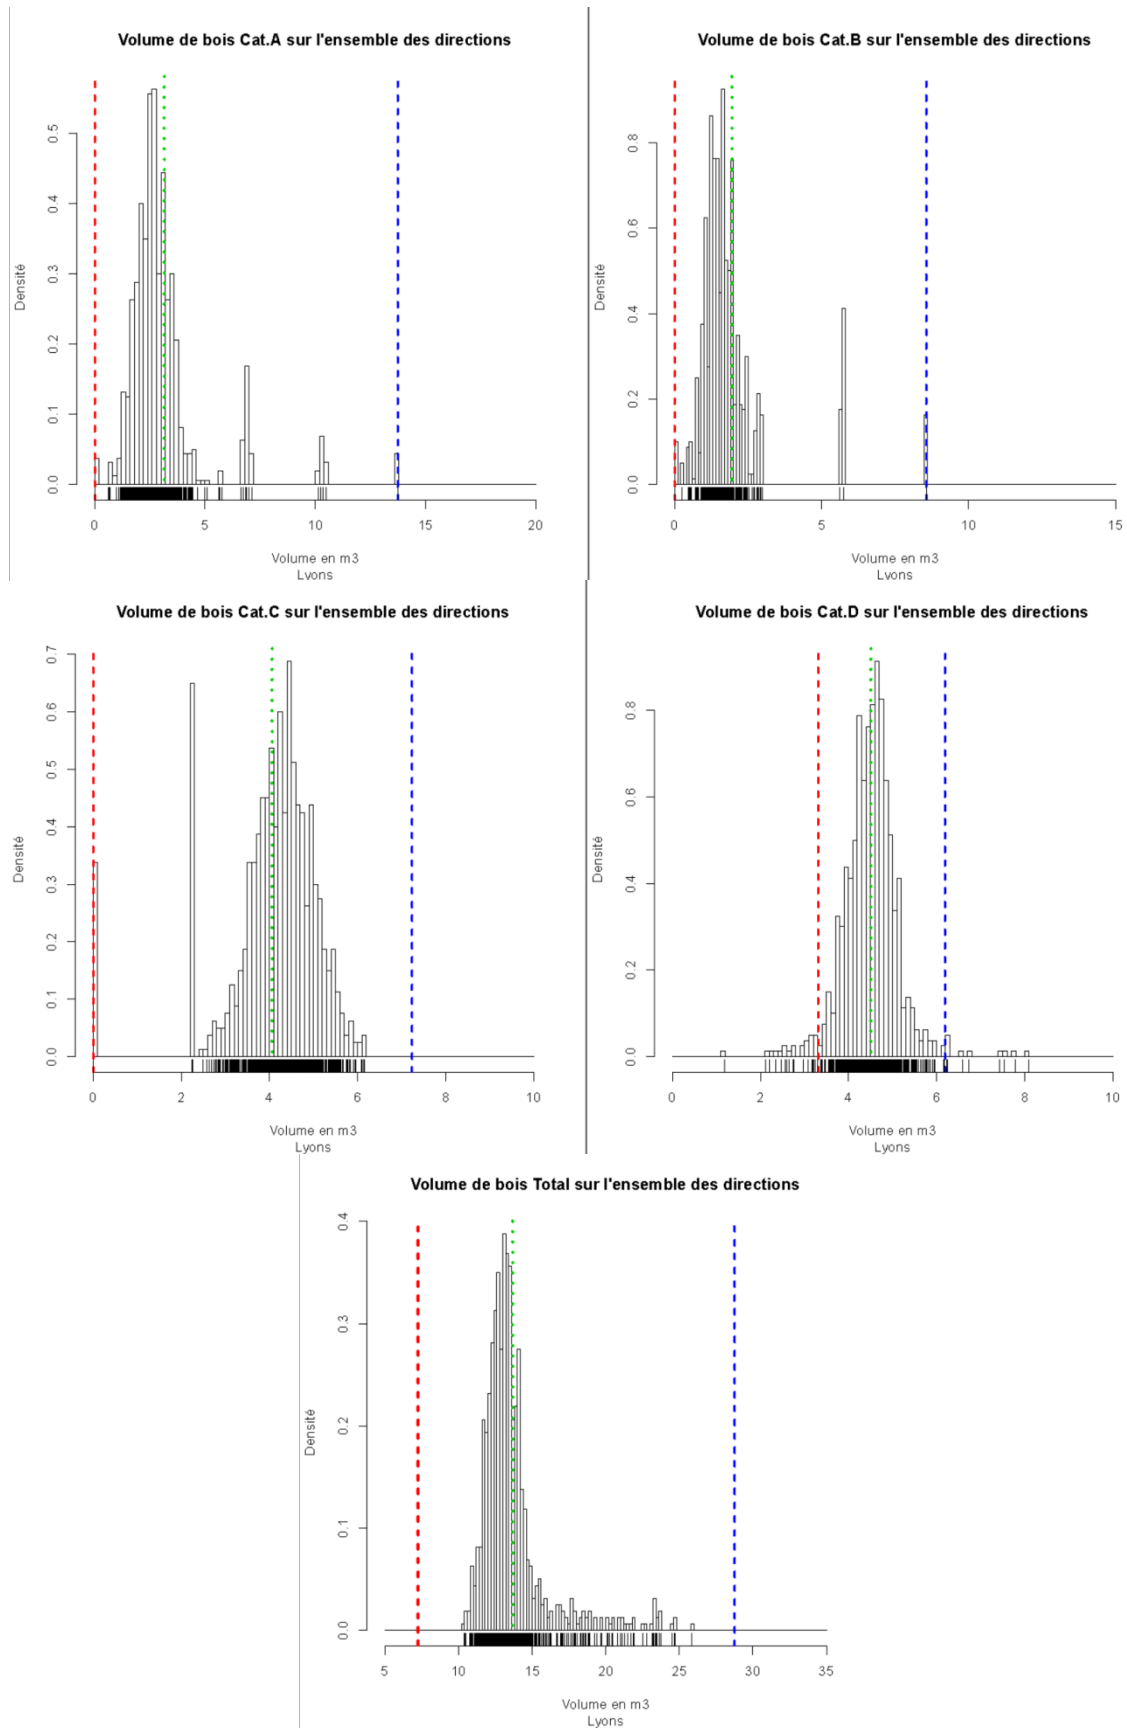 Volume de bois Cat.A sur l'ensemble des directions
Densité
0.5
0.4
0.3
0.2
0.1
0.0
0 5 10 15 20
Volume en m3
Lyons
Volume de bois Cat.B sur l'ensemble des directions
Densité
0.8
0.6
0.4
0.2
0.0
0 5 10 15
Volume en m3
Lyons
Volume de bois Cat.C sur l'ensemble des directions
Densité
0.7
0.6
0.5
0.4
0.3
0.2
0.1
0.0
0 2 4 6 8 10
Volume en m3
Lyons
Volume de bois Cat.D sur l'ensemble des directions
Densité
0.8
0.6
0.4
0.2
0.0
0 2 4 6 8 10
Volume en m3
Lyons
Volume de bois Total sur l'ensemble des directions
Densité
0.4
0.3
0.2
0.1
0.0
5 10 15 20 25 30 35
Volume en m3
Lyons